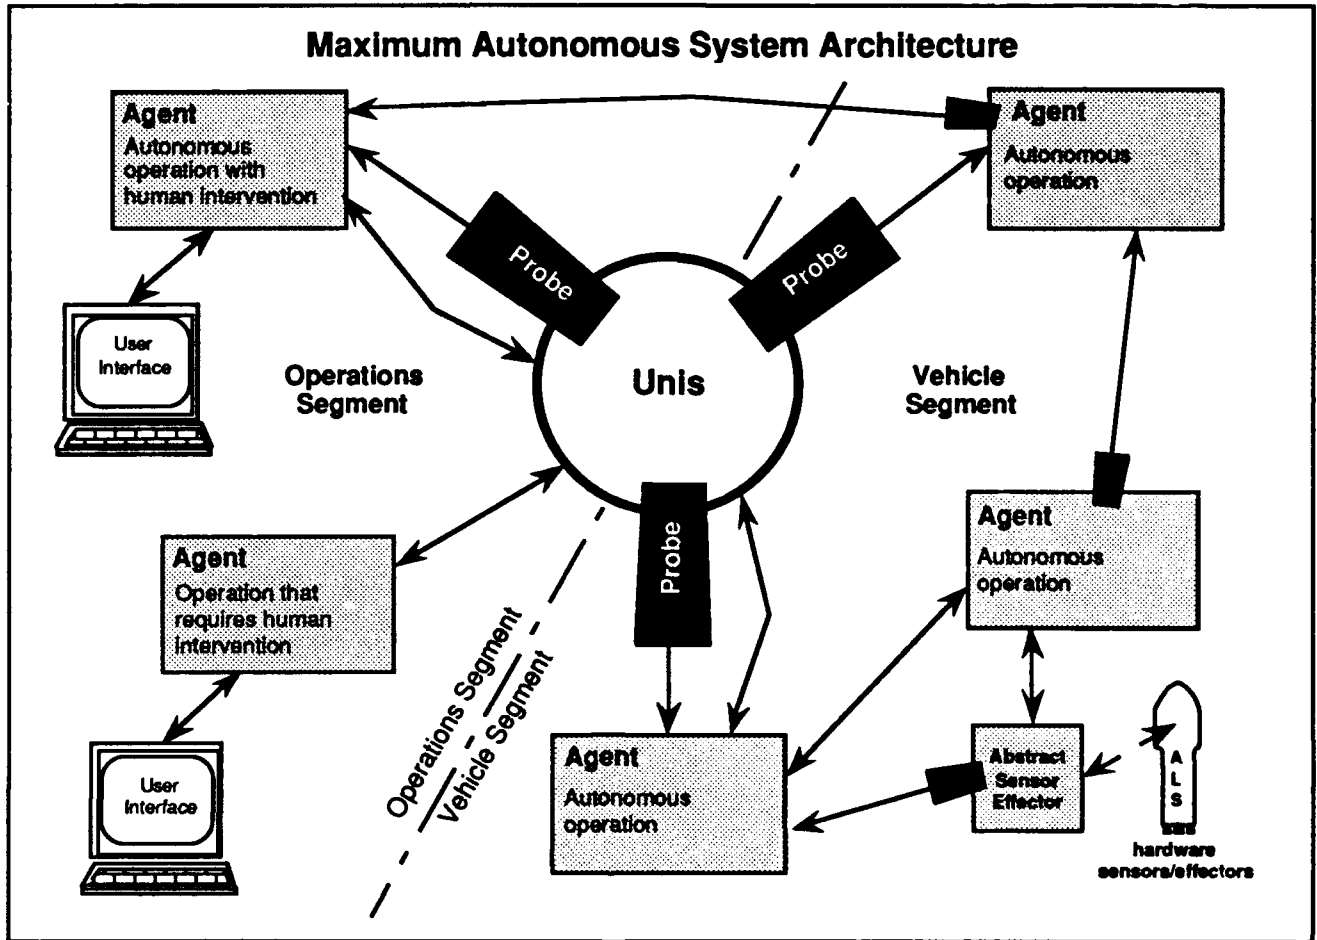 Maximum Autonomous System Architecture
Agent
Autonomous
operation with
human intervention
Agent
Autonomous
operation
Probe
Probe
User
Interface
Operations
Segment
Unis
Vehicle
Segment
Agent
Operation that
requires human
intervention
Probe
Agent
Autonomous
operation
Operations Segment
Vehicle Segment
User
Interface
Agent
Autonomous
operation
Abstract
Sensor
Effector
ALS
hardware
sensors/effectors